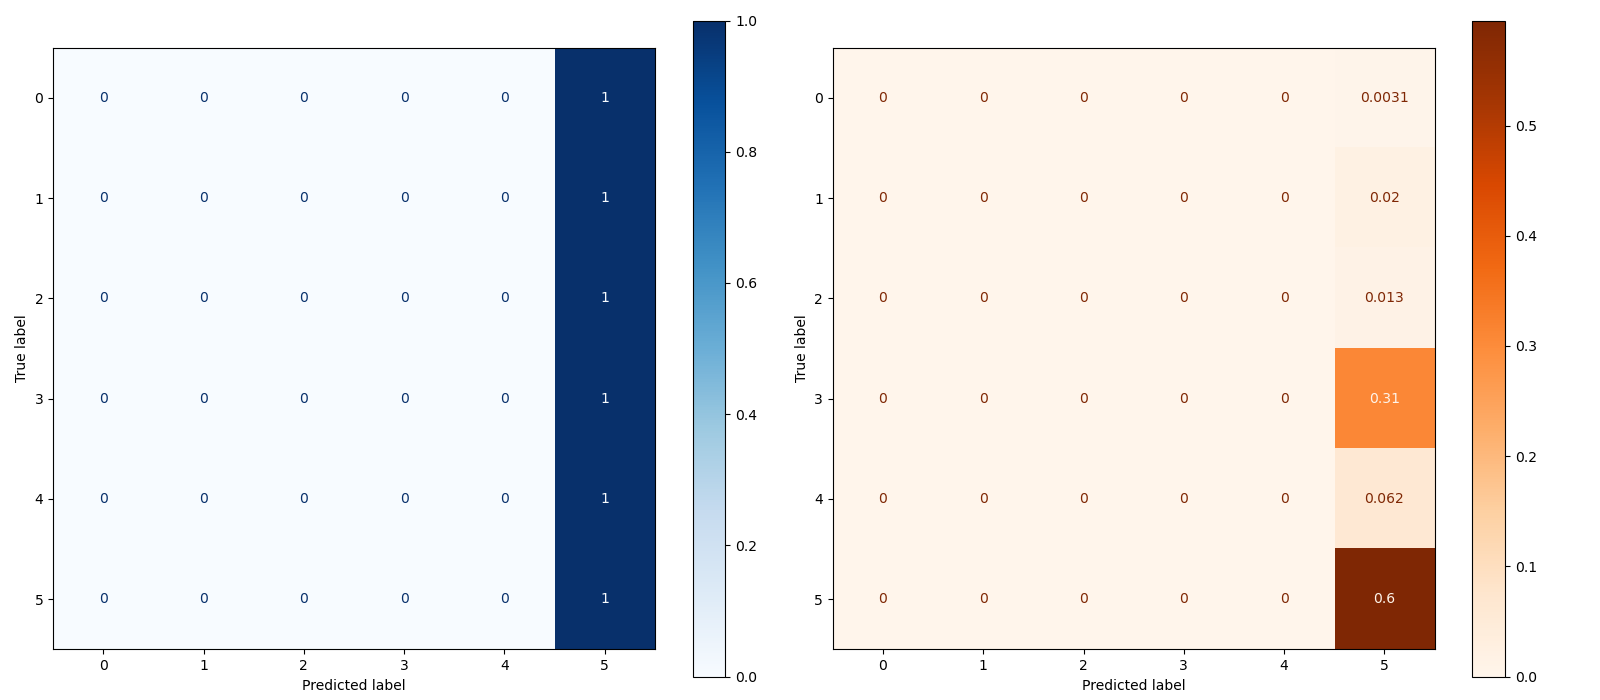 0 0 0 0 0 0 1
1 0 0 0 0 0 1
2 0 0 0 0 0 1
3 0 0 0 0 0 1
4 0 0 0 0 0 1
5 0 0 0 0 0 1
0 1 2 3 4 5
True label
Predicted label
1.0
0.8
0.6
0.4
0.2
0.0
0 0 0 0 0 0 0.0031
1 0 0 0 0 0 0.02
2 0 0 0 0 0 0.013
3 0 0 0 0 0 0.31
4 0 0 0 0 0 0.062
5 0 0 0 0 0 0.6
0 1 2 3 4 5
True label
Predicted label
0.5
0.4
0.3
0.2
0.1
0.0